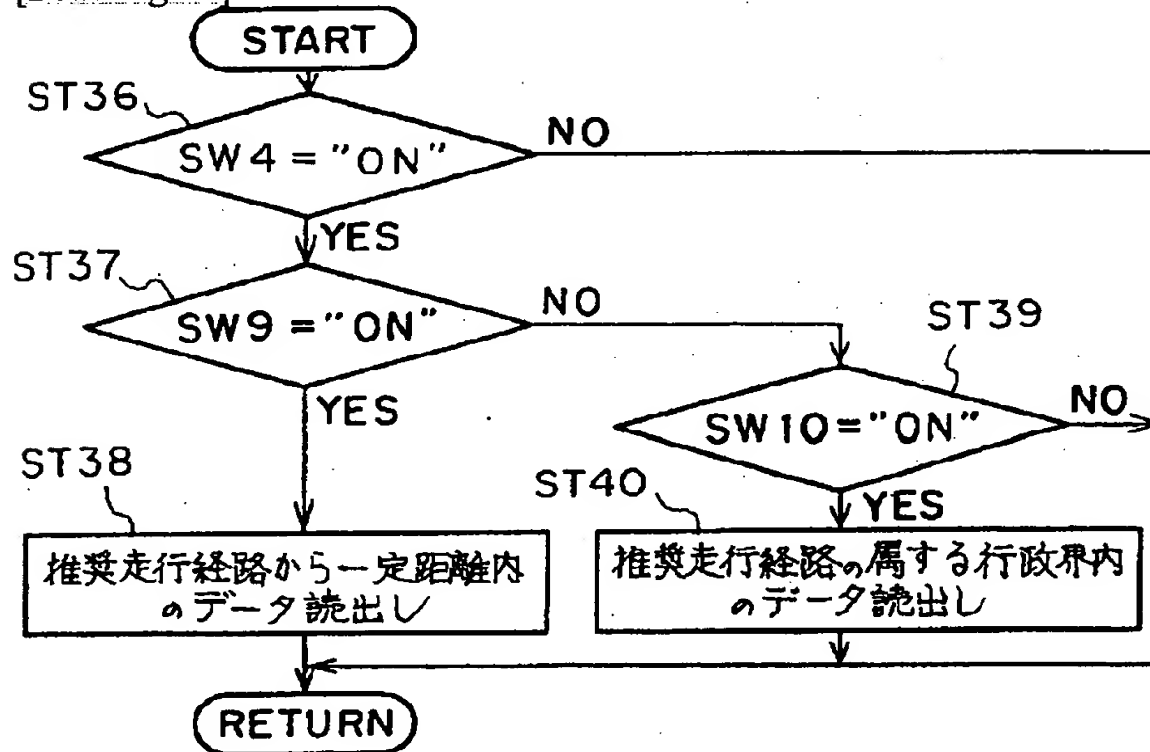 START
ST36
SW4="ON"
NO
YES
ST37
SW9="ON"
NO
ST39
YES
SW10="ON"
NO
ST38
ST40
YES
推奨走行経路から一定距離内
のデータ読出し
推奨走行経路の属する行政界内
のデータ読出し
RETURN